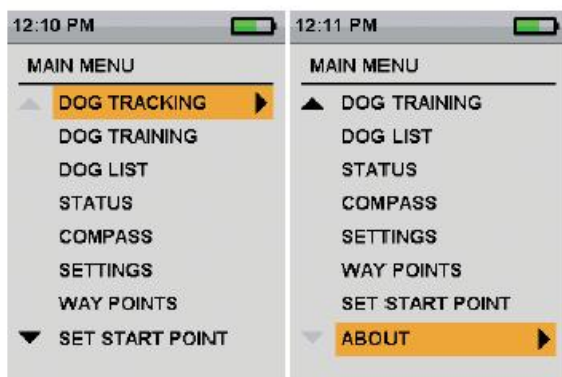 12:10 PM
MAIN MENU
DOG TRACKING
DOG TRAINING
DOG LIST
STATUS
COMPASS
SETTINGS
WAY POINTS
SET START POINT
12:11 PM
MAIN MENU
DOG TRAINING
DOG LIST
STATUS
COMPASS
SETTINGS
WAY POINTS
SET START POINT
ABOUT